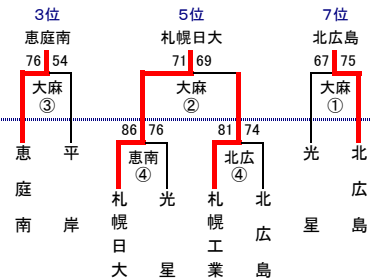 3位 5位 7位
恵庭南 札幌日大 北広島
76 54 71 69 67 75
大麻 大麻 大麻
③ ② ①
86 76 81 74
恵南 北広
④ ④
恵庭南
平岸
札幌日大
光星
札幌工業
北広島
光星
北広島